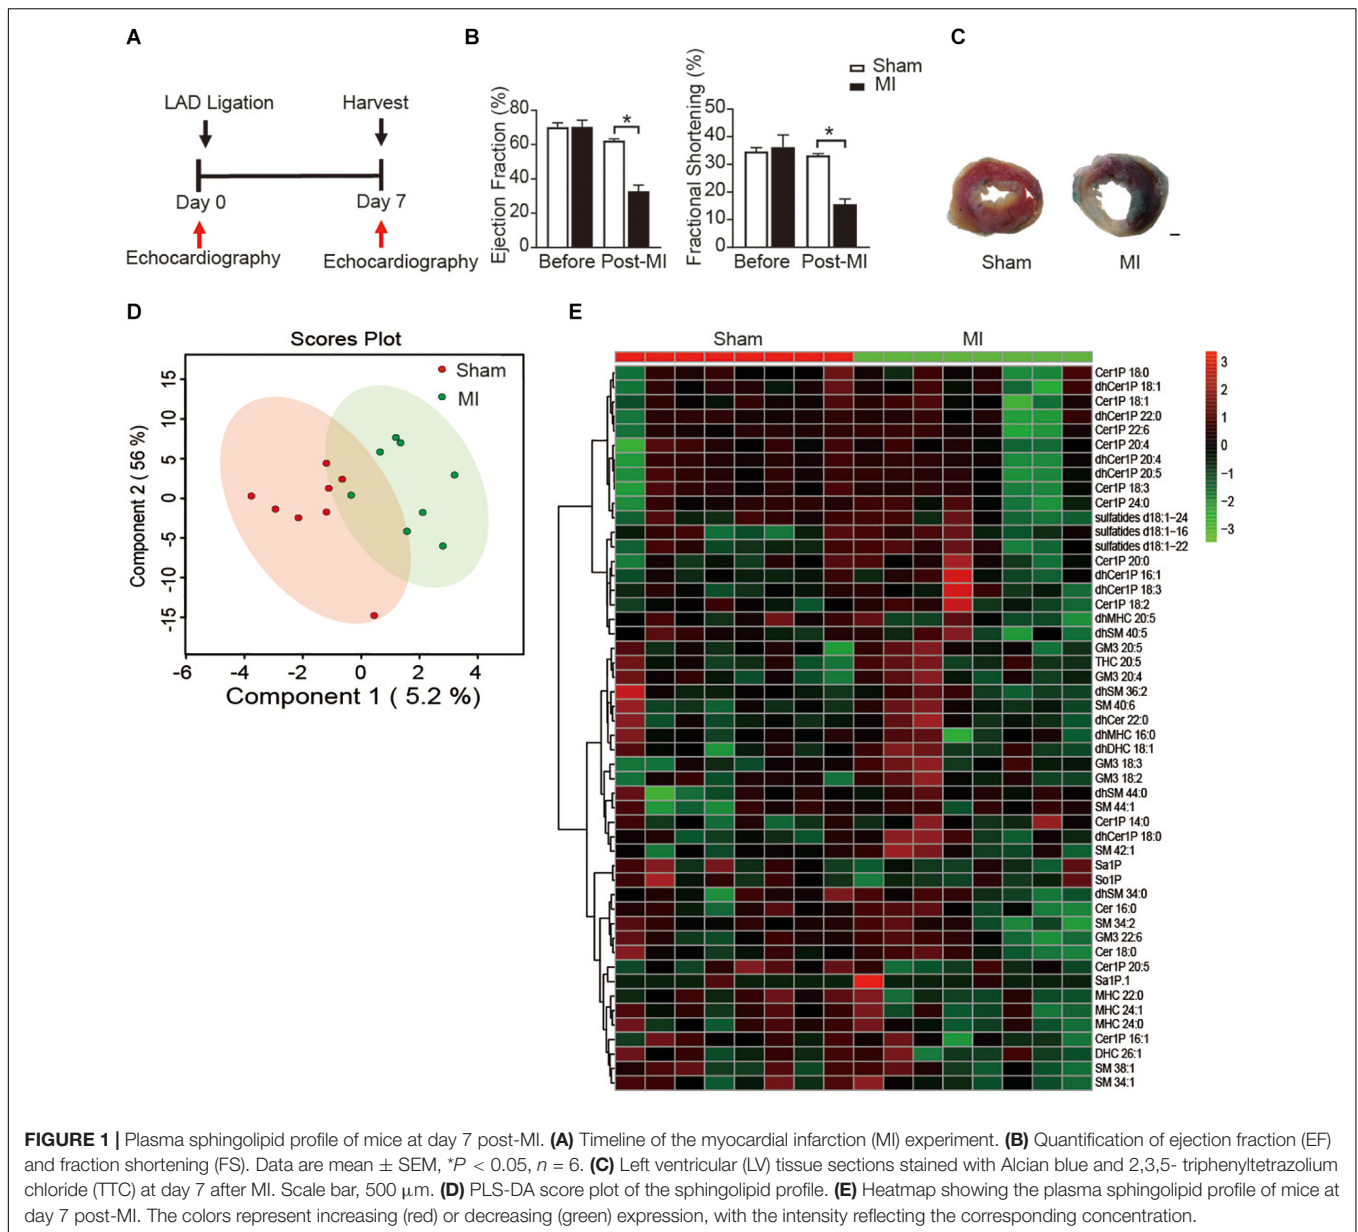 A
LAD Ligation
Harvest
Day 0
Day 7
Echocardiography
Echocardiography
B
Sham
MI
Ejection Fraction (%)
80
60
40
20
0
Before Post-MI
*
Fractional Shortening (%)
50
40
30
20
10
0
Before Post-MI
*
C
Sham
MI
D
Scores Plot
Sham
MI
Component 2 ( 56 %)
15
10
5
0
-5
-10
-15
-6 -4 -2 0 2 4
Component 1 ( 5.2 %)
E
Sham
MI
Cer1P 18:0
dhCer1P 18:1
Cer1P 18:1
dhCer1P 22:0
Cer1P 22:6
Cer1P 20:4
dhCer1P 20:4
dhCer1P 20:5
Cer1P 18:3
Cer1P 24:0
sulfatides d18:1−24
sulfatides d18:1−16
sulfatides d18:1−22
Cer1P 20:0
dhCer1P 16:1
dhCer1P 18:3
Cer1P 18:2
dhMHC 20:5
dhSM 40:5
GM3 20:5
THC 20:5
GM3 20:4
dhSM 36:2
SM 40:6
dhCer 22:0
dhMHC 16:0
dhDHC 18:1
GM3 18:3
GM3 18:2
dhSM 44:0
SM 44:1
Cer1P 14:0
dhCer1P 18:0
SM 42:1
Sa1P
So1P
dhSM 34:0
Cer 16:0
SM 34:2
GM3 22:6
Cer 18:0
Cer1P 20:5
Sa1P.1
MHC 22:0
MHC 24:1
MHC 24:0
Cer1P 16:1
DHC 26:1
SM 38:1
SM 34:1
3
2
1
0
−1
−2
−3
FIGURE 1 | Plasma sphingolipid profile of mice at day 7 post-MI. (A) Timeline of the myocardial infarction (MI) experiment. (B) Quantification of ejection fraction (EF)
and fraction shortening (FS). Data are mean ± SEM, *P < 0.05, n = 6. (C) Left ventricular (LV) tissue sections stained with Alcian blue and 2,3,5- triphenyltetrazolium
chloride (TTC) at day 7 after MI. Scale bar, 500 μm. (D) PLS-DA score plot of the sphingolipid profile. (E) Heatmap showing the plasma sphingolipid profile of mice at
day 7 post-MI. The colors represent increasing (red) or decreasing (green) expression, with the intensity reflecting the corresponding concentration.